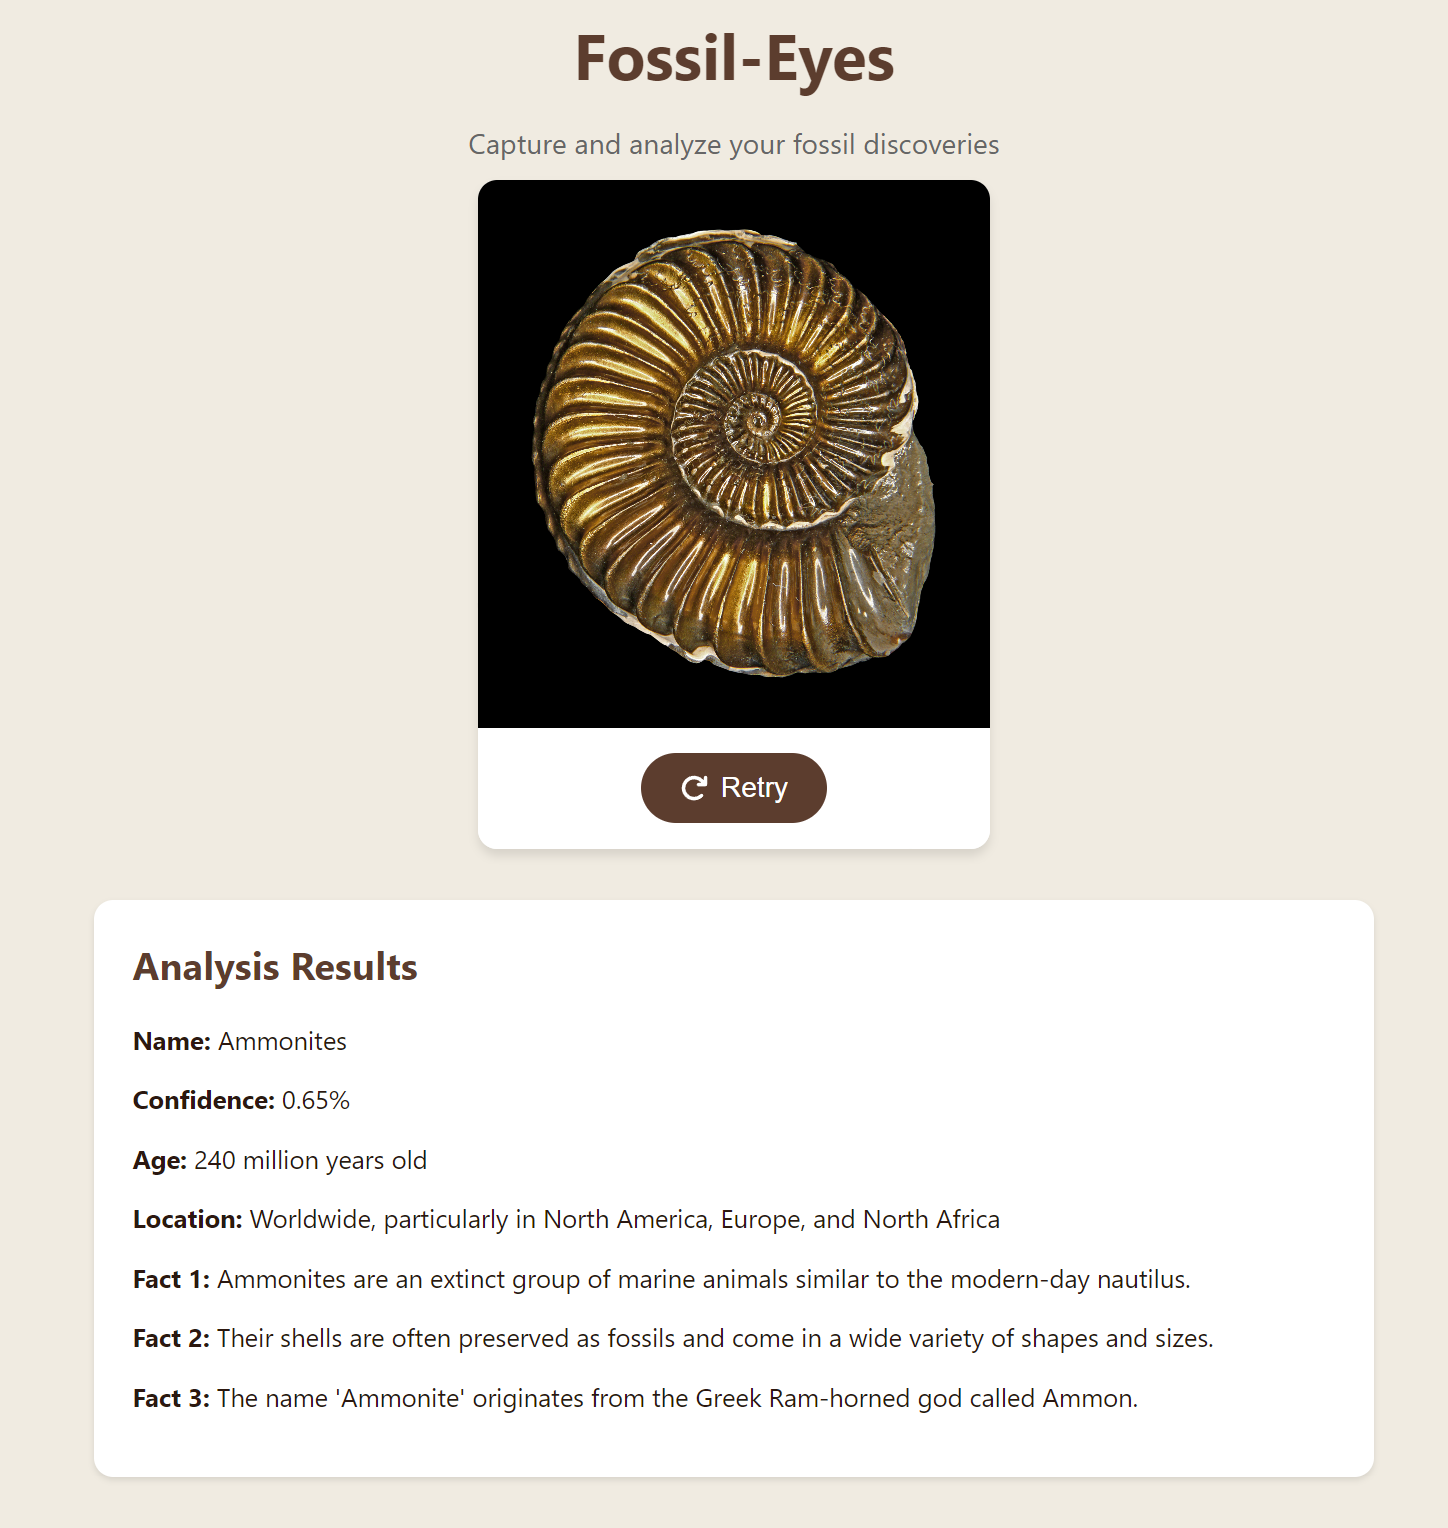 Fossil-Eyes
Capture and analyze your fossil discoveries
Retry
Analysis Results
Name: Ammonites
Confidence: 0.65%
Age: 240 million years old
Location: Worldwide, particularly in North America, Europe, and North Africa
Fact 1: Ammonites are an extinct group of marine animals similar to the modern-day nautilus.
Fact 2: Their shells are often preserved as fossils and come in a wide variety of shapes and sizes.
Fact 3: The name 'Ammonite' originates from the Greek Ram-horned god called Ammon.